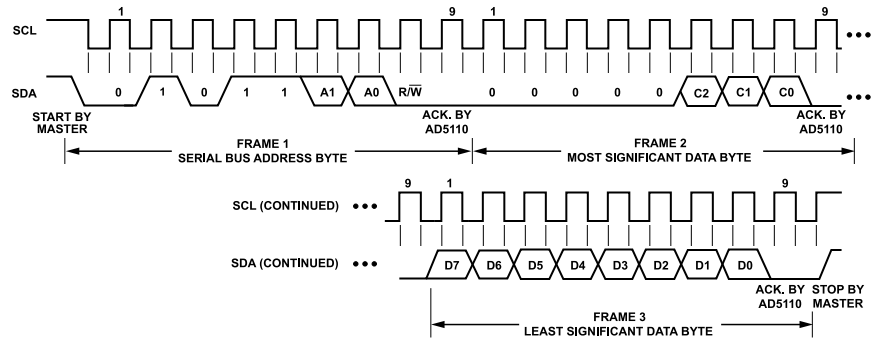 1 9 1 9
SCL
SDA 0 1 0 1 1 A1 A0 R/W̅ 0 0 0 0 0 C2 C1 C0
START BY MASTER
ACK. BY AD5110
ACK. BY AD5110
FRAME 1
SERIAL BUS ADDRESS BYTE
FRAME 2
MOST SIGNIFICANT DATA BYTE
9 1 9
SCL (CONTINUED)
SDA (CONTINUED) D7 D6 D5 D4 D3 D2 D1 D0
ACK. BY AD5110
STOP BY MASTER
FRAME 3
LEAST SIGNIFICANT DATA BYTE